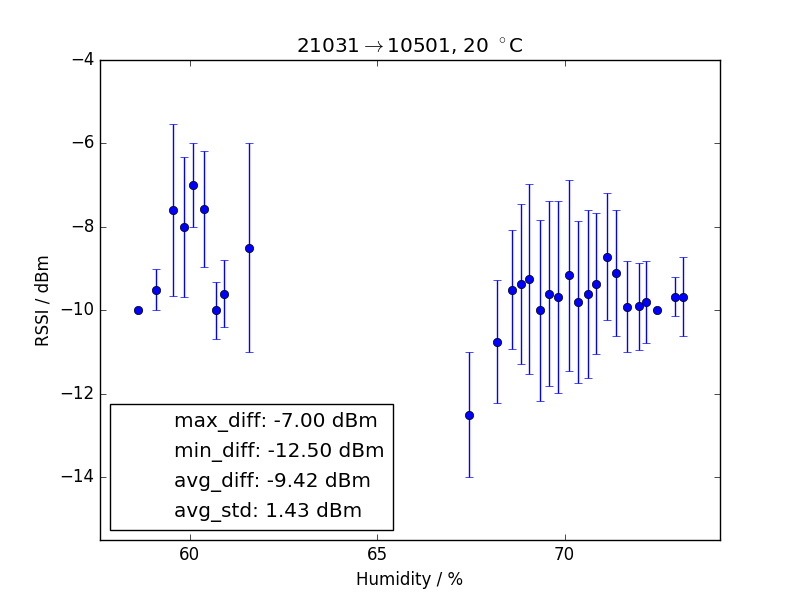 21031→10501, 20 °C
−4
−6
−8
−10
−12
−14
RSSI / dBm
max_diff: -7.00 dBm
min_diff: -12.50 dBm
avg_diff: -9.42 dBm
avg_std: 1.43 dBm
60
65
70
Humidity / %